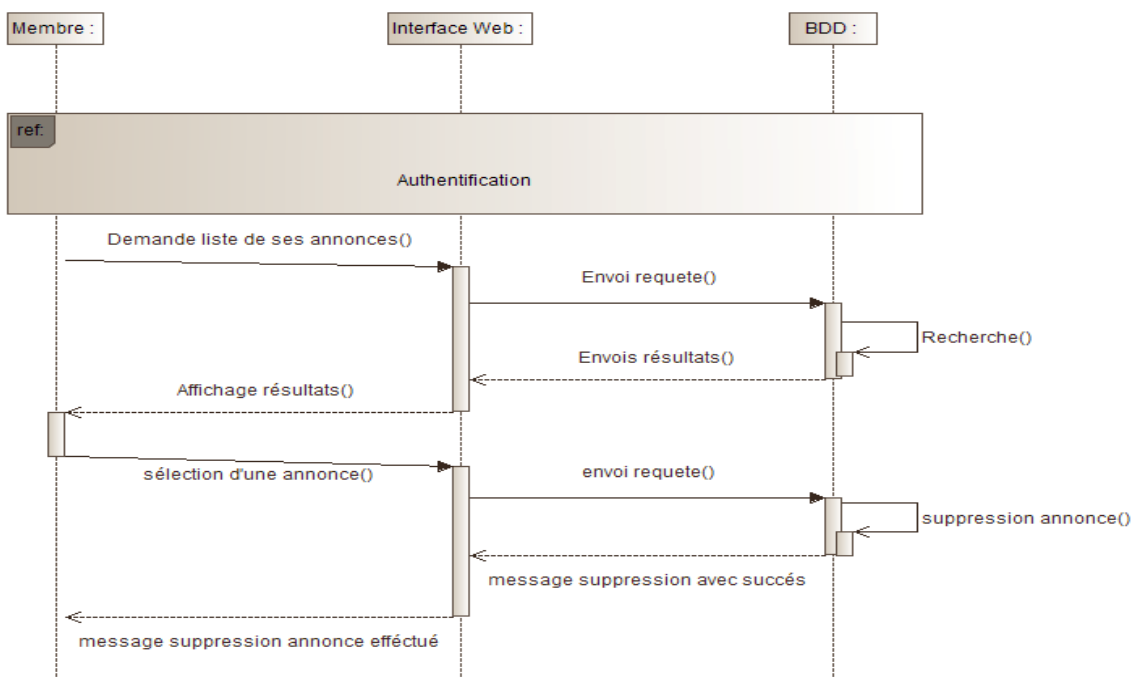 Membre :
Interface Web :
BDD :
ref:
Authentification
Demande liste de ses annonces()
Envoi requete()
Recherche()
Envois résultats()
Affichage résultats()
sélection d'une annonce()
envoi requete()
suppression annonce()
message suppression avec succés
message suppression annonce efféctué